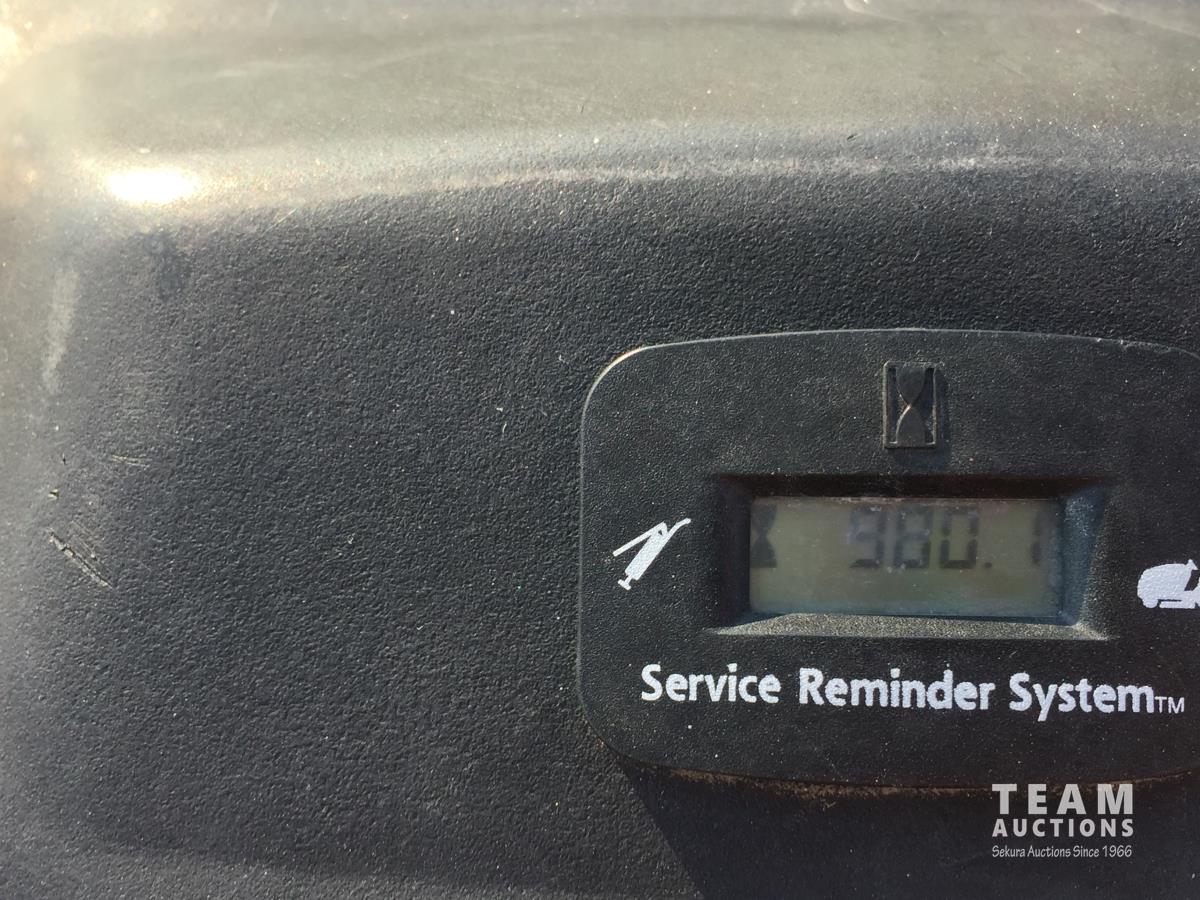 980.1
Service Reminder System™
TEAM
AUCTIONS
Sekura Auctions Since 1966